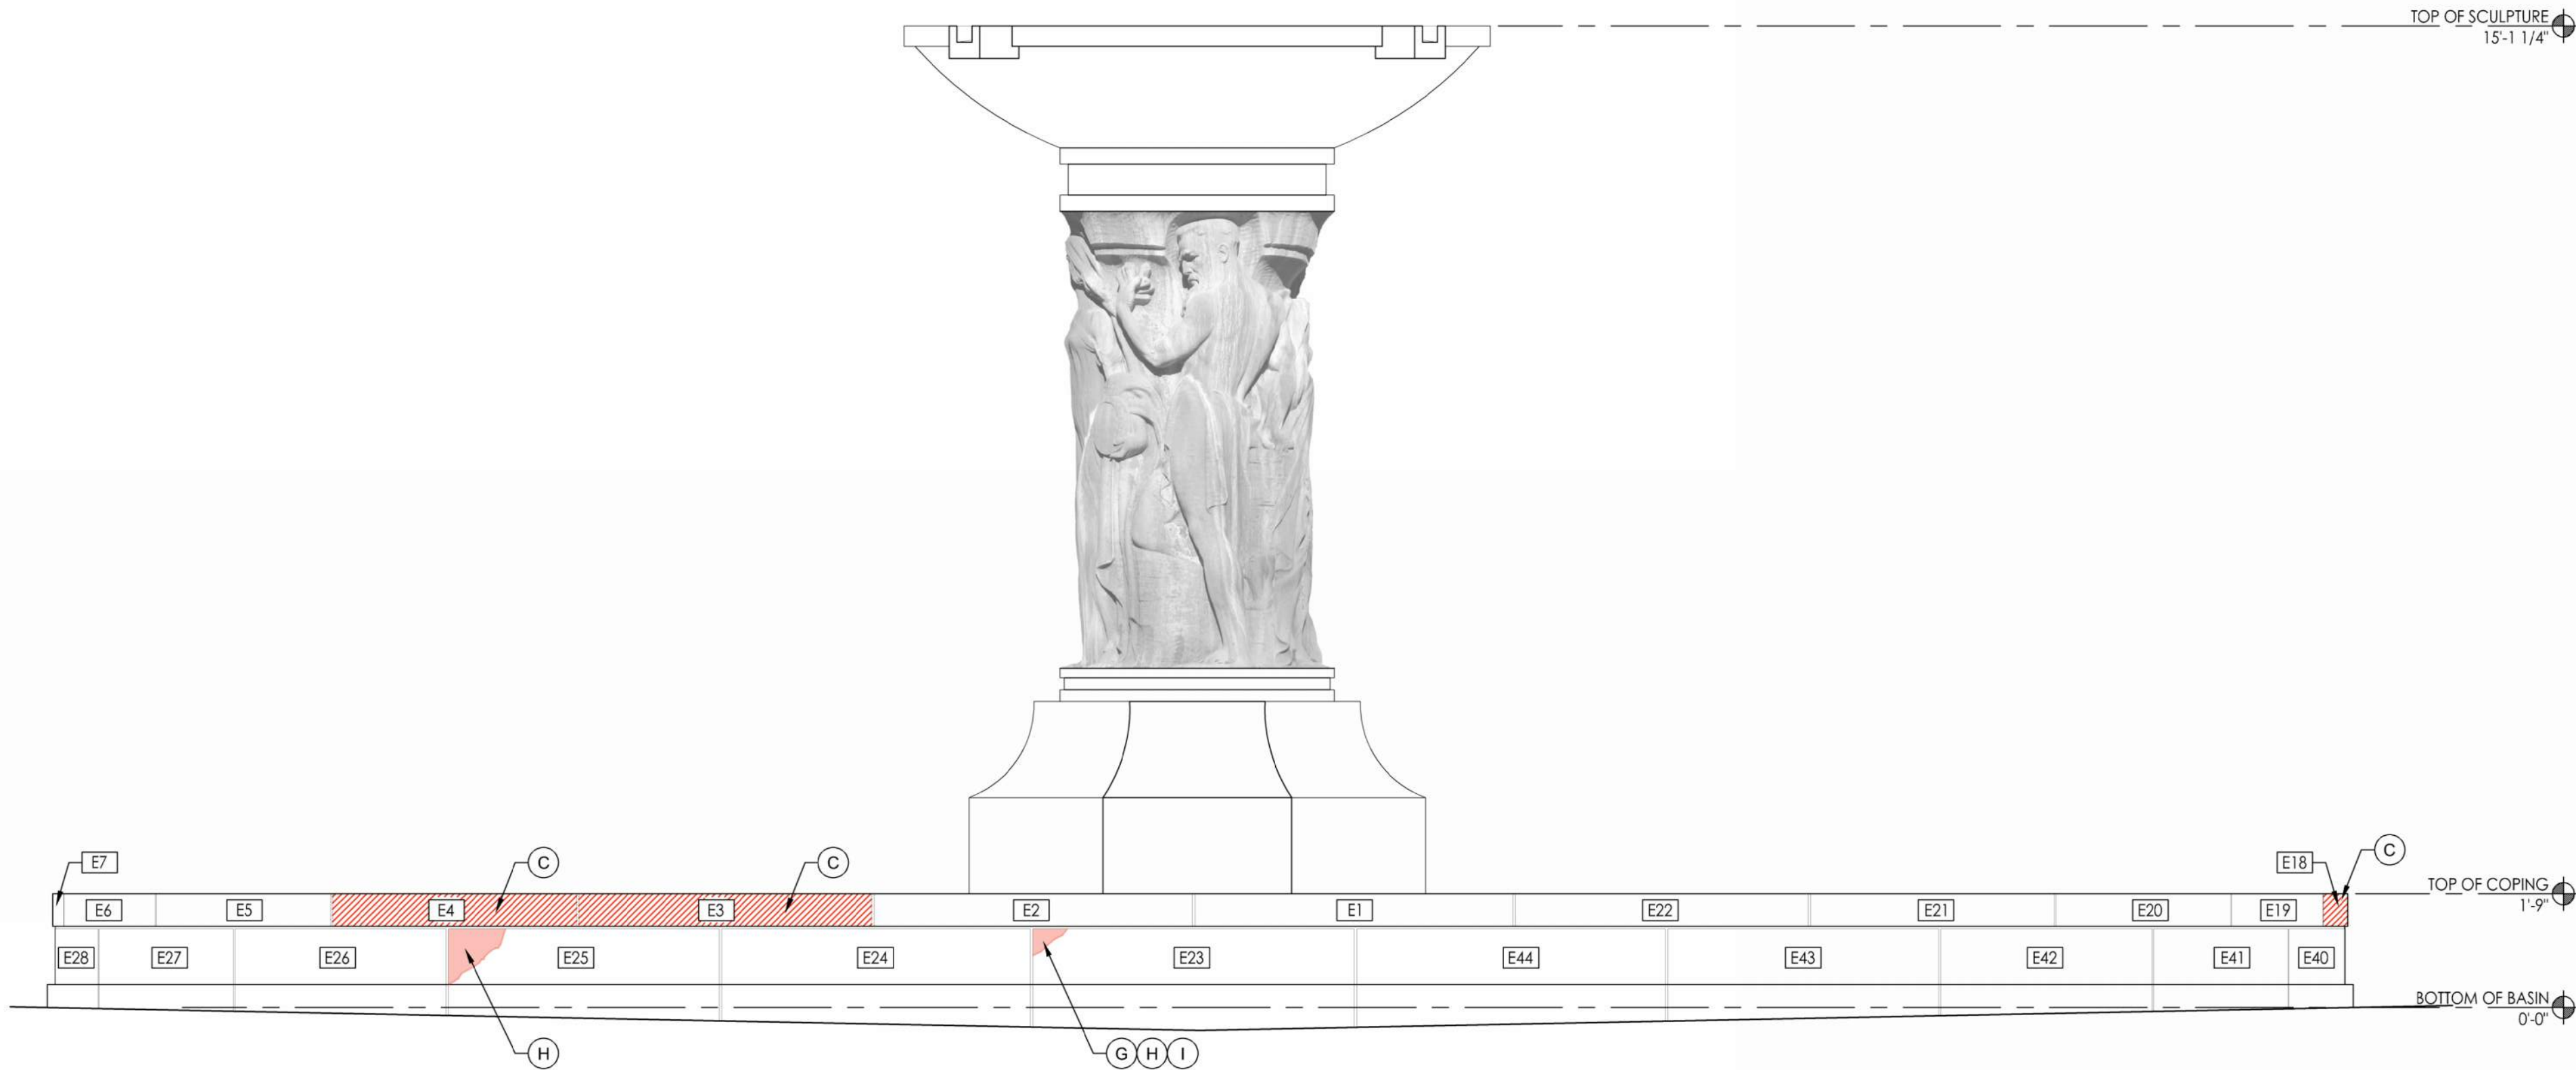 TOP OF SCULPTURE
15'-1 1/4"
E7
C
C
E18
C
TOP OF COPING
1'-9"
E6
E5
E4
E3
E2
E1
E22
E21
E20
E19
E28
E27
E26
E25
E24
E23
E44
E43
E42
E41
E40
BOTTOM OF BASIN
0'-0"
H
G H I